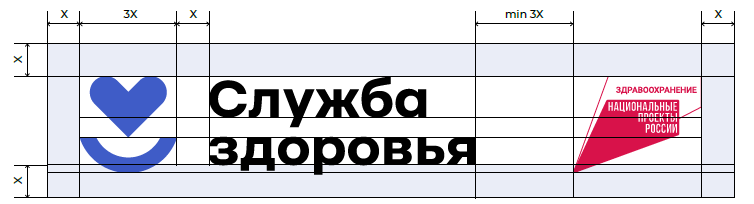 X 3X X min 3X X
X
Служба
здоровья
ЗДРАВООХРАНЕНИЕ
НАЦИОНАЛЬНЫЕ
ПРОЕКТЫ
РОССИИ
X